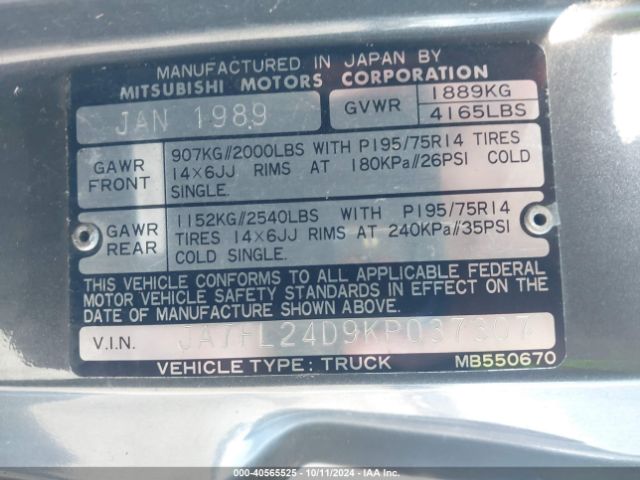 MANUFACTURED IN JAPAN BY
MITSUBISHI MOTORS CORPORATION
JAN 1989
GVWR
1889KG
4165LBS
GAWR
FRONT
907KG//2000LBS WITH P195/75R14 TIRES
14×6JJ RIMS AT 180KPa//26PSI COLD
SINGLE.
GAWR
REAR
1152KG//2540LBS WITH P195/75R14
TIRES 14×6JJ RIMS AT 240KPa//35PSI
COLD SINGLE.
THIS VEHICLE CONFORMS TO ALL APPLICABLE FEDERAL
MOTOR VEHICLE SAFETY STANDARDS IN EFFECT ON THE
DATE OF MANUFACTURE SHOWN ABOVE.
V.I.N. JA7FL24D9KP037307
VEHICLE TYPE: TRUCK MB550670
000-40565525 - 10/11/2024 - IAA Inc.